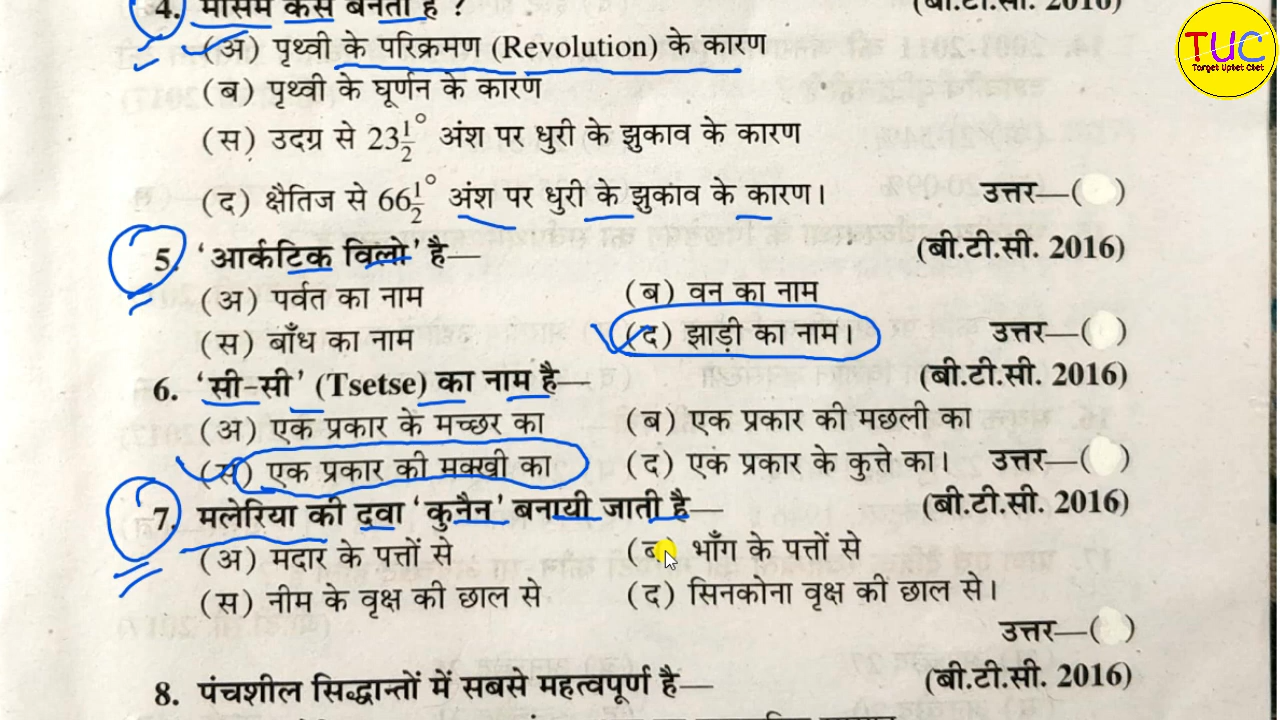 4. मौसम कैसे बनता है ? (बी.टी.सी. 2016)
TUC
Target Uptet Ctet
(अ) पृथ्वी के परिक्रमण (Revolution) के कारण
(ब) पृथ्वी के घूर्णन के कारण
(स) उदग्र से 23½° अंश पर धुरी के झुकाव के कारण
(द) क्षैतिज से 66½° अंश पर धुरी के झुकाव के कारण। उत्तर—( )
5. ‘आर्कटिक विलो’ है— (बी.टी.सी. 2016)
(अ) पर्वत का नाम (ब) वन का नाम
(स) बाँध का नाम (द) झाड़ी का नाम। उत्तर—( )
6. ‘सी-सी’ (Tsetse) का नाम है— (बी.टी.सी. 2016)
(अ) एक प्रकार के मच्छर का (ब) एक प्रकार की मछली का
(स) एक प्रकार की मक्खी का (द) एक प्रकार के कुत्ते का। उत्तर—( )
7. मलेरिया की दवा ‘कुनैन’ बनायी जाती है— (बी.टी.सी. 2016)
(अ) मदार के पत्तों से (ब) भाँग के पत्तों से
(स) नीम के वृक्ष की छाल से (द) सिनकोना वृक्ष की छाल से।
उत्तर—( )
8. पंचशील सिद्धान्तों में सबसे महत्वपूर्ण है— (बी.टी.सी. 2016)